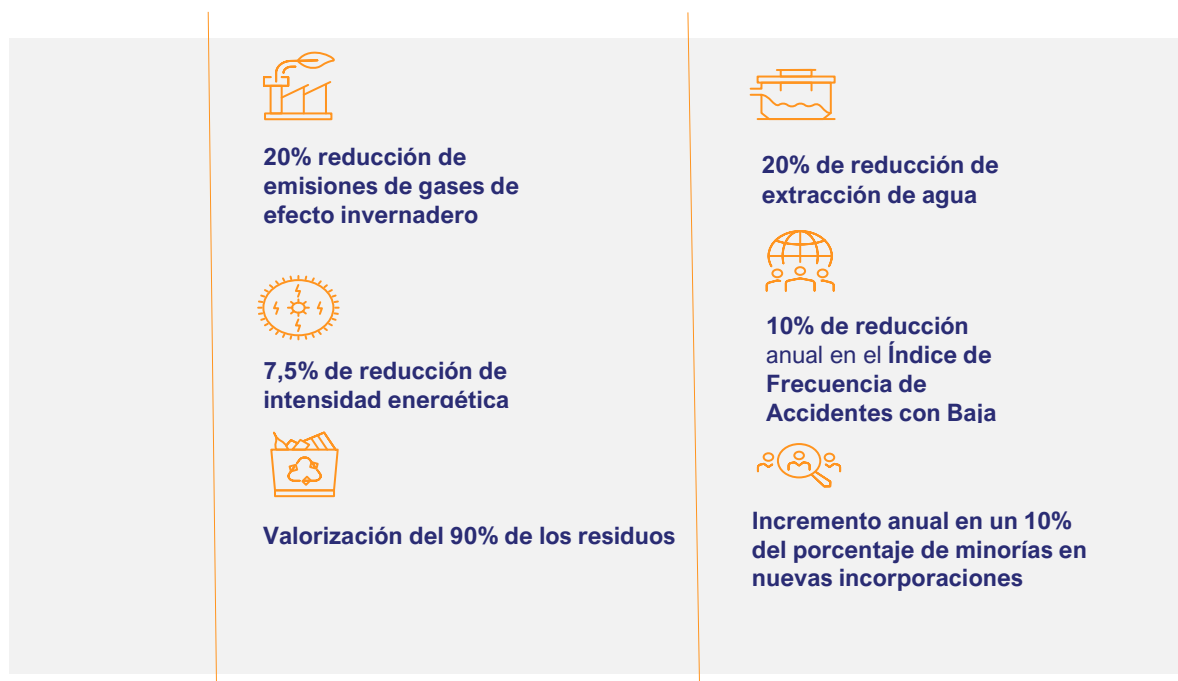 20% reducción de
emisiones de gases de
efecto invernadero
7,5% de reducción de
intensidad energética
Valorización del 90% de los residuos
20% de reducción de
extracción de agua
10% de reducción
anual en el Índice de
Frecuencia de
Accidentes con Baja
Incremento anual en un 10%
del porcentaje de minorías en
nuevas incorporaciones